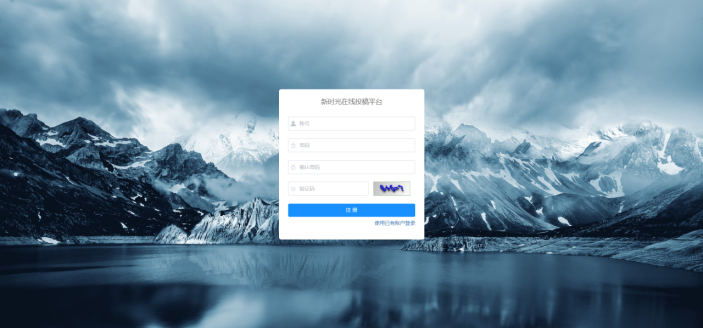 新时光在线投稿平台
账号
密码
确认密码
验证码
注 册
使用已有账户登录